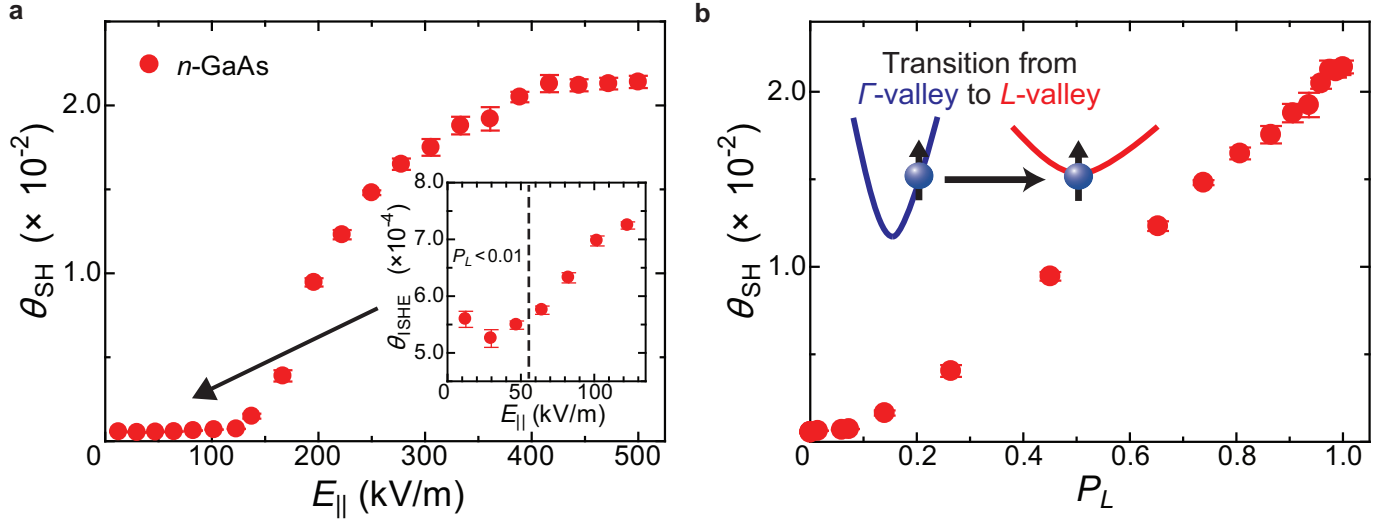 a
θSH (× 10-2)
2.0
1.0
n-GaAs
0
100
200
300
400
500
E|| (kV/m)
θISHE (×10-4)
8.0
7.0
6.0
5.0
PL < 0.01
0
50
100
E|| (kV/m)
b
θSH (× 10-2)
2.0
1.0
Transition from
Γ-valley to L-valley
0
0.2
0.4
0.6
0.8
1.0
PL